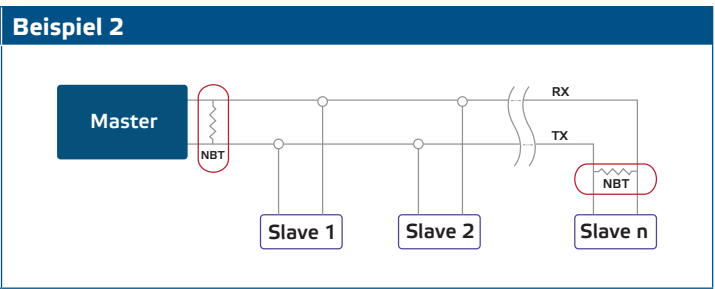 Beispiel 2
RX
Master
TX
NBT
NBT
Slave 1
Slave 2
Slave n